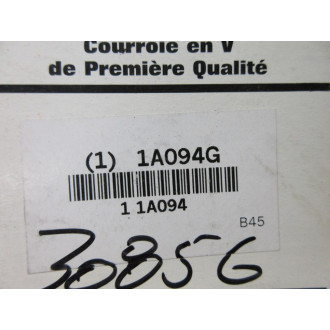 Courroie en V
de Première Qualité
(1) 1A094G
1 1A094
B45
30856